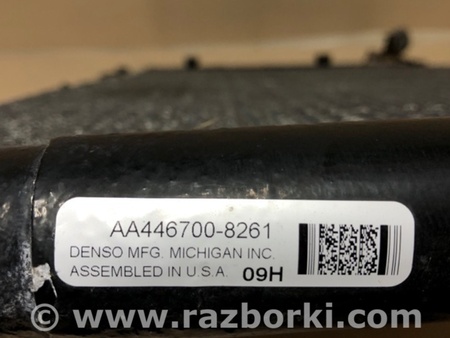 AA446700-8261
DENSO MFG. MICHIGAN INC.
ASSEMBLED IN U.S.A. 09H
www.razborki.com